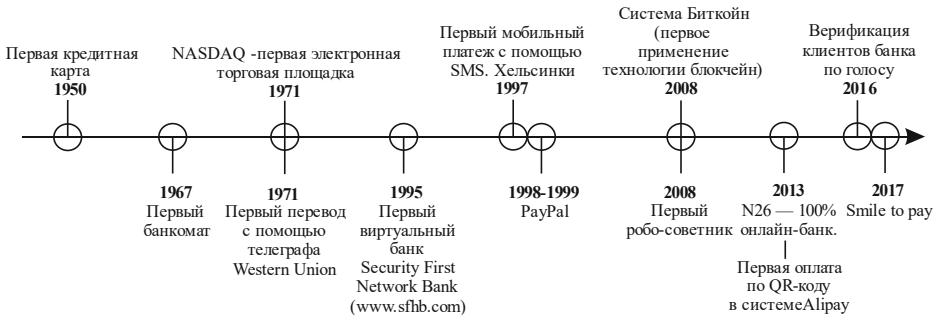 Первая кредитная
карта
1950
NASDAQ -первая электронная
торговая площадка
1971
Первый мобильный
платеж с помощью
SMS. Хельсинки
1997
Система Биткойн
(первое
применение
технологии блокчейн)
2008
Верификация
клиентов банка
по голосу
2016
1967
Первый
банкомат
1971
Первый перевод
с помощью
телеграфа
Western Union
1995
Первый
виртуальный
банк
Security First
Network Bank
(www.sfhb.com)
1998-1999
PayPal
2008
Первый
робо-советник
2013
N26 — 100%
онлайн-банк.
Первая оплата
по QR-коду
в системеAlipay
2017
Smile to pay